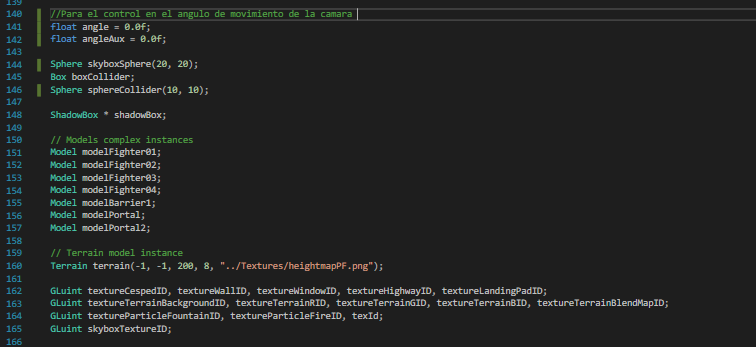 139
140 //Para el control en el angulo de movimiento de la camara
141 float angle = 0.0f;
142 float angleAux = 0.0f;
143
144 Sphere skyboxSphere(20, 20);
145 Box boxCollider;
146 Sphere sphereCollider(10, 10);
147
148 ShadowBox * shadowBox;
149
150 // Models complex instances
151 Model modelFighter01;
152 Model modelFighter02;
153 Model modelFighter03;
154 Model modelFighter04;
155 Model modelBarrier1;
156 Model modelPortal;
157 Model modelPortal2;
158
159 // Terrain model instance
160 Terrain terrain(-1, -1, 200, 8, "../Textures/heightmapPF.png");
161
162 GLuint textureCespedID, textureWallID, textureWindowID, textureHighwayID, textureLandingPadID;
163 GLuint textureTerrainBackgroundID, textureTerrainRID, textureTerrainGID, textureTerrainBID, textureTerrainBlendMapID;
164 GLuint textureParticleFountainID, textureParticleFireID, texId;
165 GLuint skyboxTextureID;
166